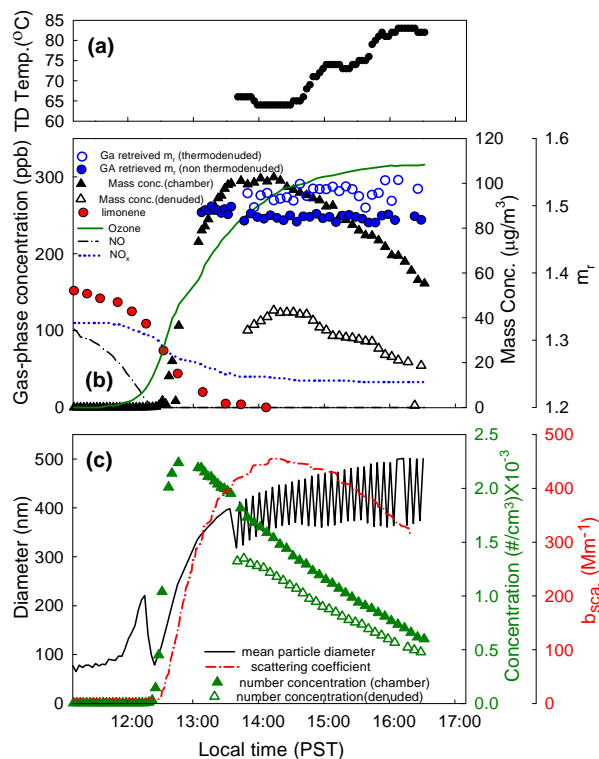 (a)
TD Temp.(°C)
85
80
75
70
65
60
(b)
Gas-phase concentration (ppb)
300
200
100
0
Ga retreived mr (thermodenuded)
GA retrieved mr (non thermodenuded)
Mass conc.(chamber)
Mass conc.(denuded)
limonene
Ozone
NO
NOx
120
100
80
60
40
20
0
Mass Conc. (µg/m3)
1.6
1.5
1.4
1.3
1.2
mr
(c)
Diameter (nm)
500
400
300
200
100
0
mean particle diameter
scattering coefficient
number concentration (chamber)
number concentration(denuded)
2.5
2.0
1.5
1.0
0.5
0.0
Concentration (#/cm3)X10-3
500
400
300
200
100
0
bsca. (Mm-1)
12:00 13:00 14:00 15:00 16:00 17:00
Local time (PST)